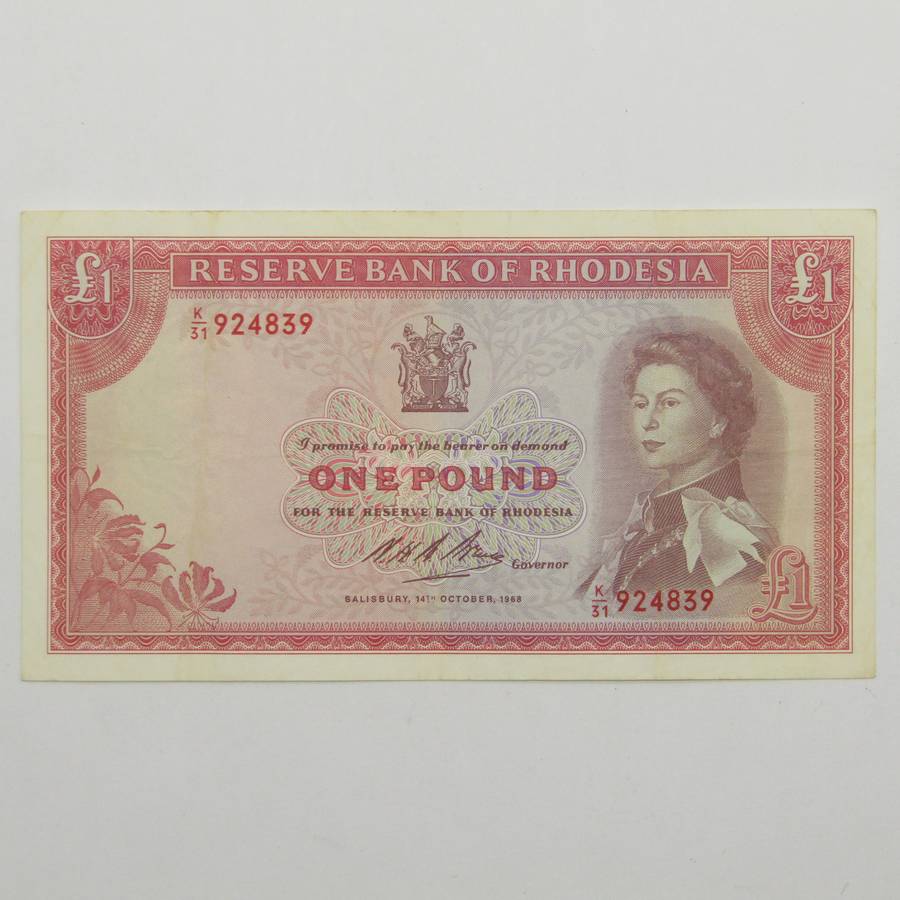 RESERVE BANK OF RHODESIA
£1
£1
K/31 924839
I promise to pay the bearer on demand
ONE POUND
FOR THE RESERVE BANK OF RHODESIA
Governor
SALISBURY, 14TH OCTOBER, 1968
K/31 924839
£1